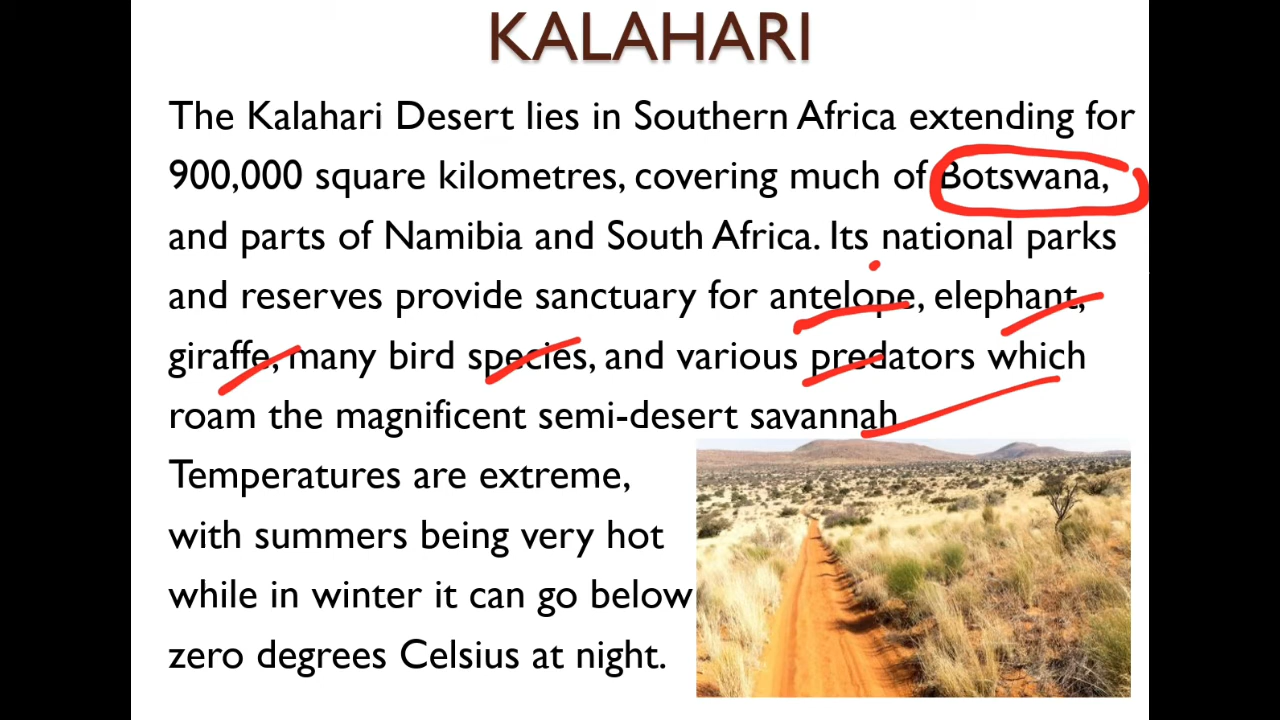 KALAHARI
The Kalahari Desert lies in Southern Africa extending for
900,000 square kilometres, covering much of Botswana,
and parts of Namibia and South Africa. Its national parks
and reserves provide sanctuary for antelope, elephant,
giraffe, many bird species, and various predators which
roam the magnificent semi-desert savannah
Temperatures are extreme,
with summers being very hot
while in winter it can go below
zero degrees Celsius at night.